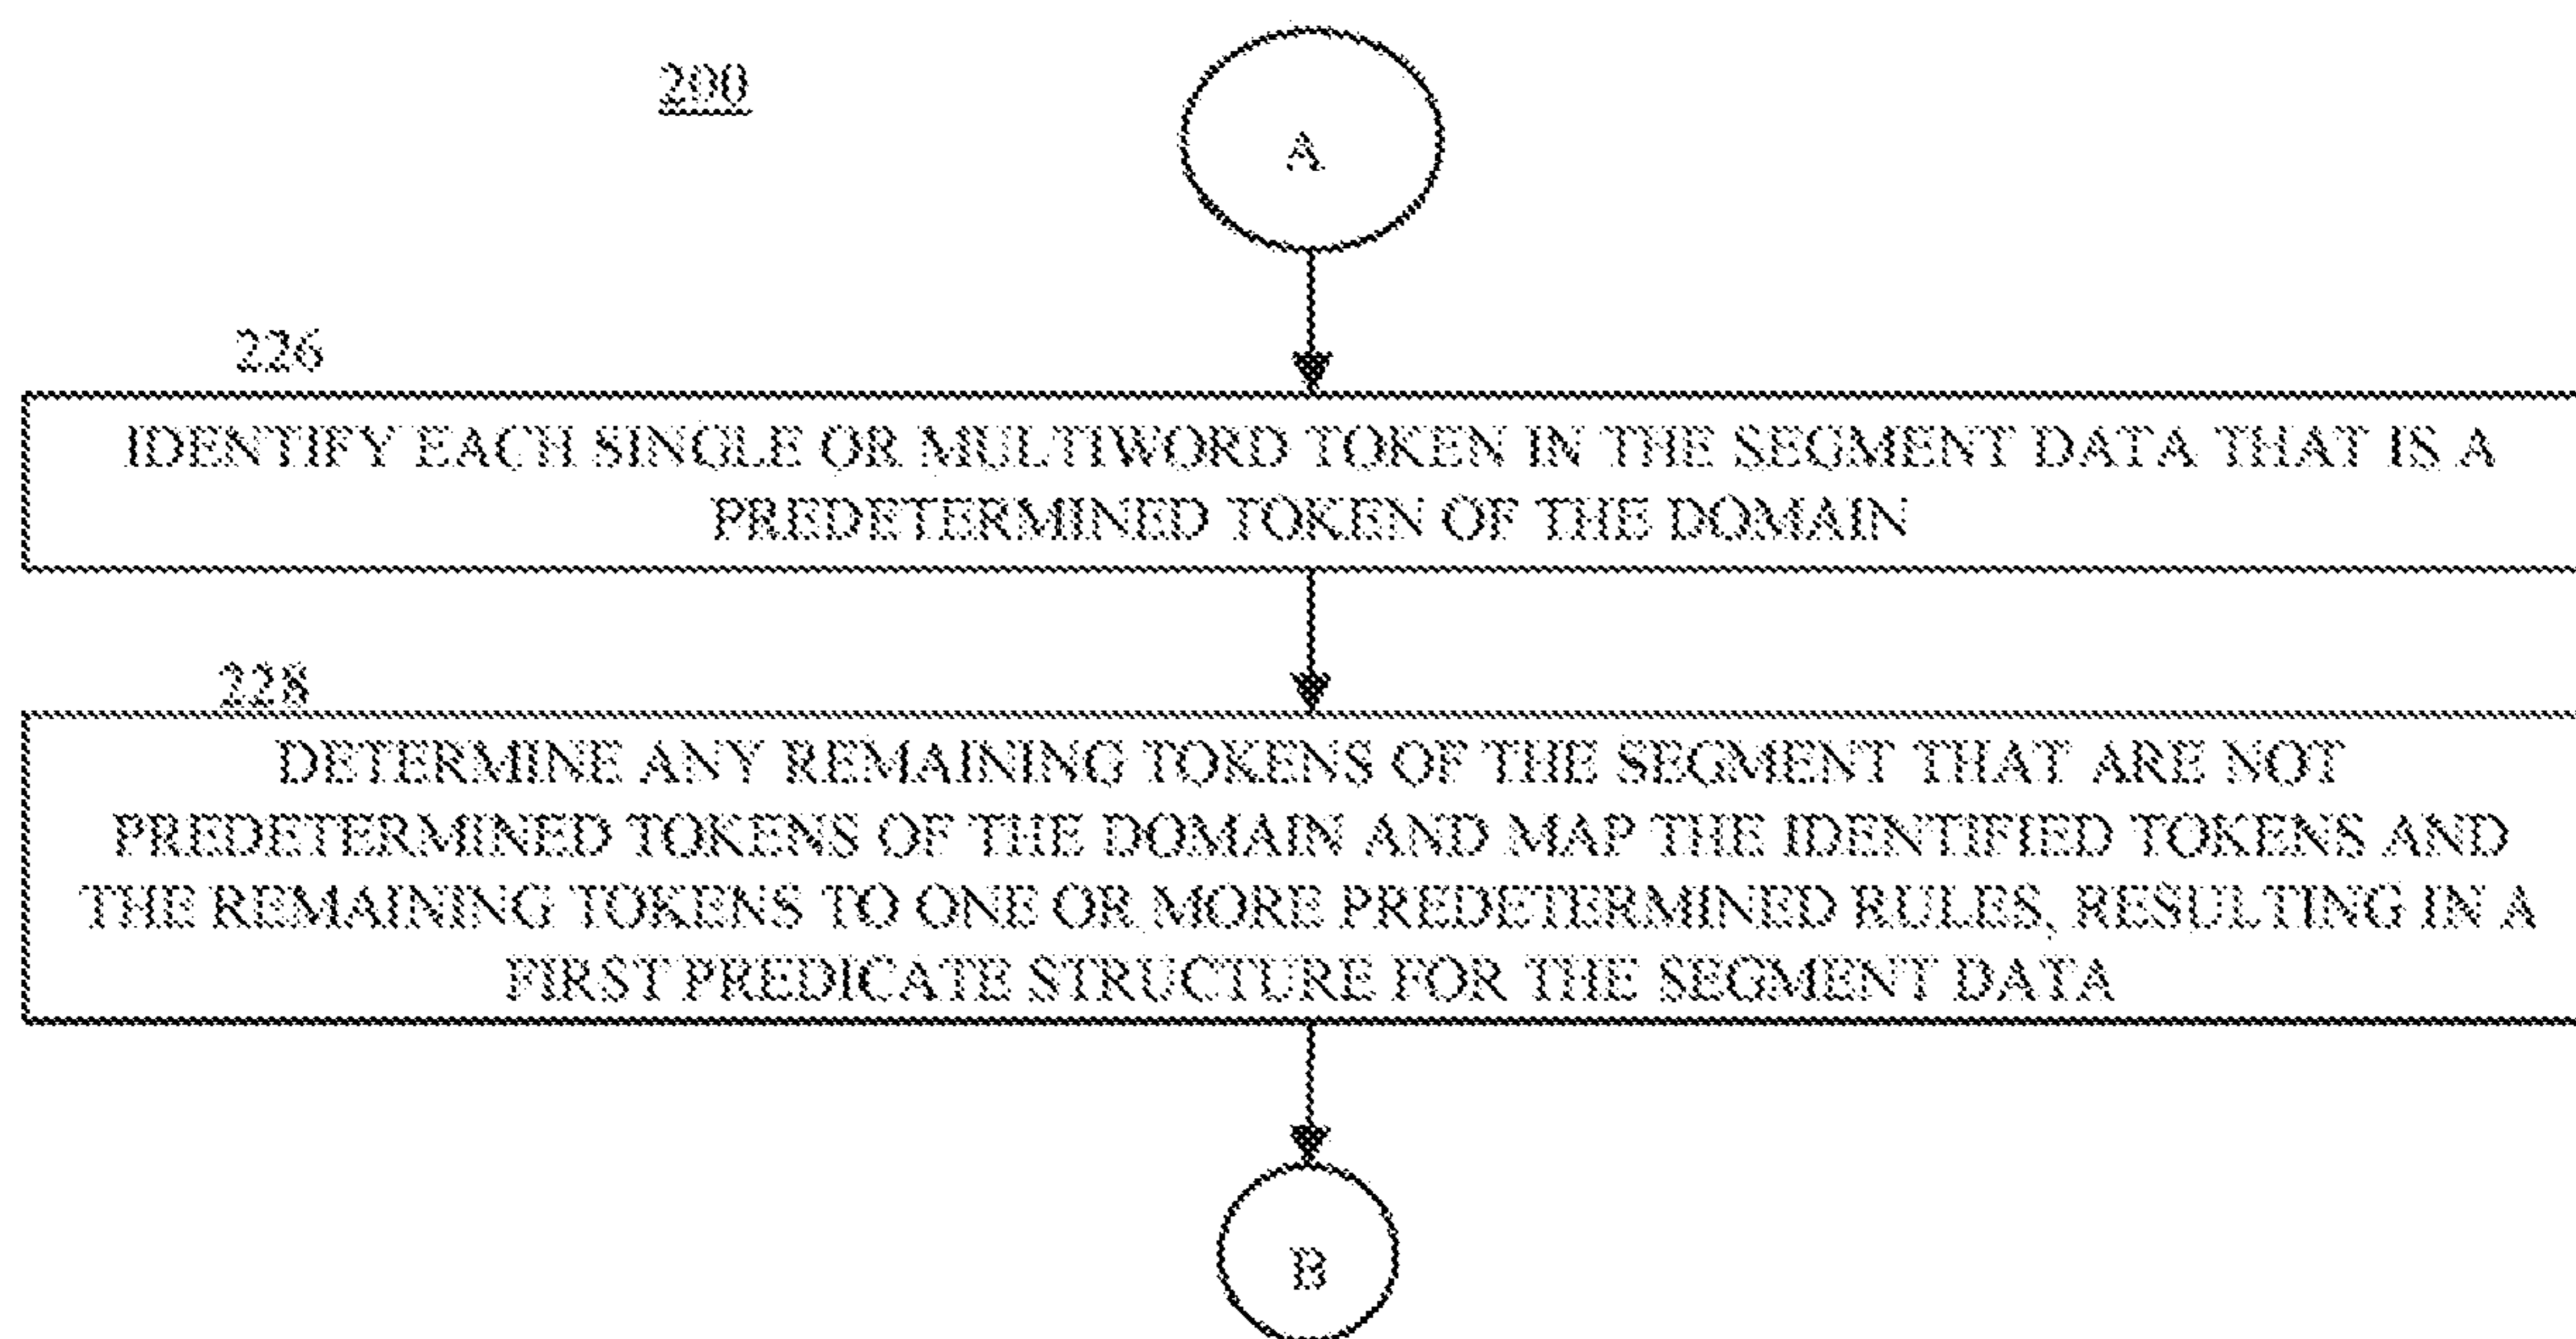 200
A
226
IDENTIFY EACH SINGLE OR MULTIWORD TOKEN IN THE SEGMENT DATA THAT IS A
PREDETERMINED TOKEN OF THE DOMAIN
228
DETERMINE ANY REMAINING TOKENS OF THE SEGMENT THAT ARE NOT
PREDETERMINED TOKENS OF THE DOMAIN AND MAP THE IDENTIFIED TOKENS AND
THE REMAINING TOKENS TO ONE OR MORE PREDETERMINED RULES, RESULTING IN A
FIRST PREDICATE STRUCTURE FOR THE SEGMENT DATA
B